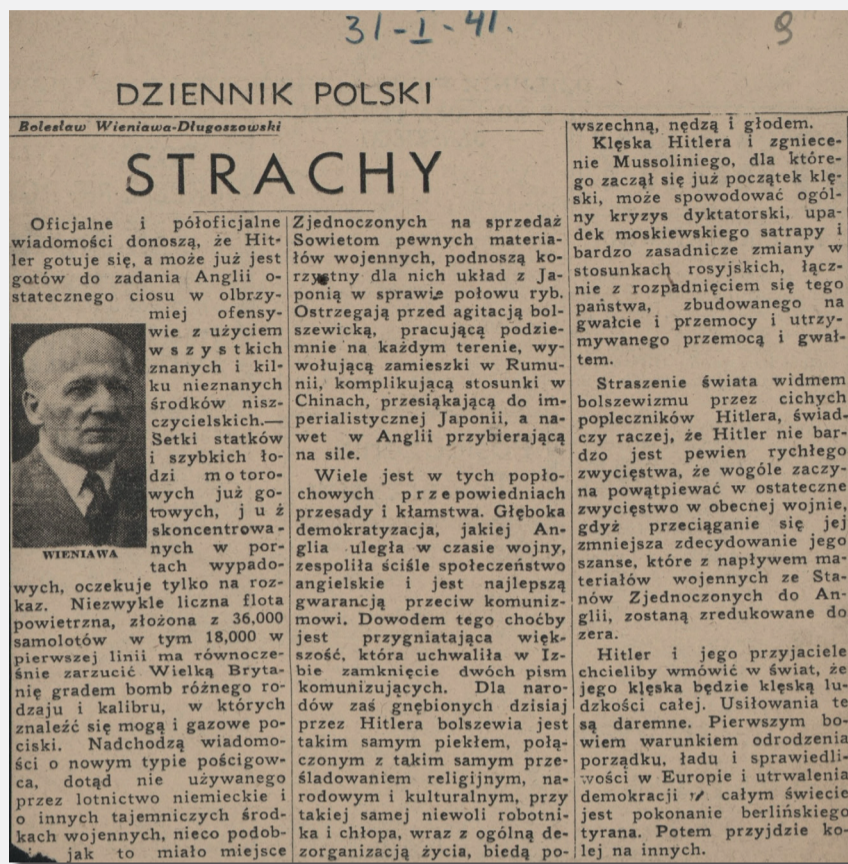 31-I-41.
9
DZIENNIK POLSKI
Bolesław Wieniawa-Długoszowski
STRACHY
Oficjalne i półoficjalne
wiadomości donoszą, że Hit-
ler gotuje się, a może już jest
gotów do zadania Anglii o-
statecznego ciosu w olbrzy-
miej ofensy-
wie z użyciem
wszystkich
znanych i kil-
ku nieznanych
środków nisz-
czycielskich.—
Setki statków
i szybkich ło-
dzi motoro-
wych już go-
towych, już
skoncentrowa-
nych w por-
tach wypado-
WIENIAWA
wych, oczekuje tylko na roz-
kaz. Niezwykle liczna flota
powietrzna, złożona z 36,000
samolotów w tym 18,000 w
pierwszej linii ma równocze-
śnie zarzucić Wielką Bryta-
nię gradem bomb różnego ro-
dzaju i kalibru, w których
znaleźć się mogą i gazowe po-
ciski. Nadchodzą wiadomo-
ści o nowym typie pościgow-
ca, dotąd nie używanego
przez lotnictwo niemieckie i
o innych tajemniczych środ-
kach wojennych, nieco podob-
jak to miało miejsce
Zjednoczonych na sprzedaż
Sowietom pewnych materia-
łów wojennych, podnoszą ko-
rzystny dla nich układ z Ja-
ponią w sprawie połowu ryb.
Ostrzegają przed agitacją bol-
szewicką, pracującą podzie-
mnie na każdym terenie, wy-
wołującą zamieszki w Rumu-
nii, komplikującą stosunki w
Chinach, przesiąkającą do im-
perialistycznej Japonii, a na-
wet w Anglii przybierającą
na sile.
Wiele jest w tych popło-
chowych przepowiedniach
przesady i kłamstwa. Głęboka
demokratyzacja, jakiej An-
glia uległa w czasie wojny,
zespoliła ściśle społeczeństwo
angielskie i jest najlepszą
gwarancją przeciw komuniz-
mowi. Dowodem tego choćby
jest przygniatająca więk-
szość, która uchwaliła w Iz-
bie zamknięcie dwóch pism
komunizujących. Dla naro-
dów zaś gnębionych dzisiaj
przez Hitlera bolszewia jest
takim samym piekłem, połą-
czonym z takim samym prze-
śladowaniem religijnym, na-
rodowym i kulturalnym, przy
takiej samej niewoli robotni-
ka i chłopa, wraz z ogólną de-
zorganizacją życia, biedą po-
wszechną, nędzą i głodem.
Klęska Hitlera i zgniece-
nie Mussoliniego, dla które-
go zaczął się już początek klę-
ski, może spowodować ogól-
ny kryzys dyktatorski, upa-
dek moskiewskiego satrapy i
bardzo zasadnicze zmiany w
stosunkach rosyjskich, łącz-
nie z rozpadnięciem się tego
państwa, zbudowanego na
gwałcie i przemocy i utrzy-
mywanego przemocą i gwał-
tem.
Straszenie świata widmem
bolszewizmu przez cichych
popleczników Hitlera, świad-
czy raczej, że Hitler nie bar-
dzo jest pewien rychłego
zwycięstwa, że wogóle zaczy-
na powątpiewać w ostateczne
zwycięstwo w obecnej wojnie,
gdyż przeciąganie się jej
zmniejsza zdecydowanie jego
szanse, które z napływem ma-
teriałów wojennych ze Sta-
nów Zjednoczonych do An-
glii, zostaną zredukowane do
zera.
Hitler i jego przyjaciele
chcieliby wmówić w świat, że
jego klęska będzie klęską lu-
dzkości całej. Usiłowania te
są daremne. Pierwszym bo-
wiem warunkiem odrodzenia
porządku, ładu i sprawiedli-
wości w Europie i utrwalenia
demokracji całym świecie
jest pokonanie berlińskiego
tyrana. Potem przyjdzie ko-
lej na innych.